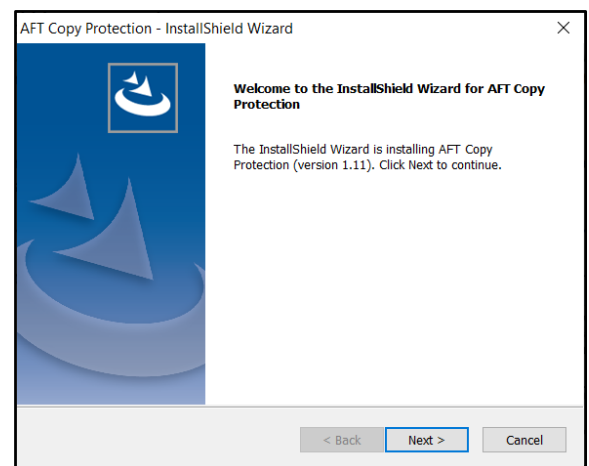 AFT Copy Protection - InstallShield Wizard
Welcome to the InstallShield Wizard for AFT Copy
Protection
The InstallShield Wizard is installing AFT Copy
Protection (version 1.11). Click Next to continue.
< Back Next > Cancel